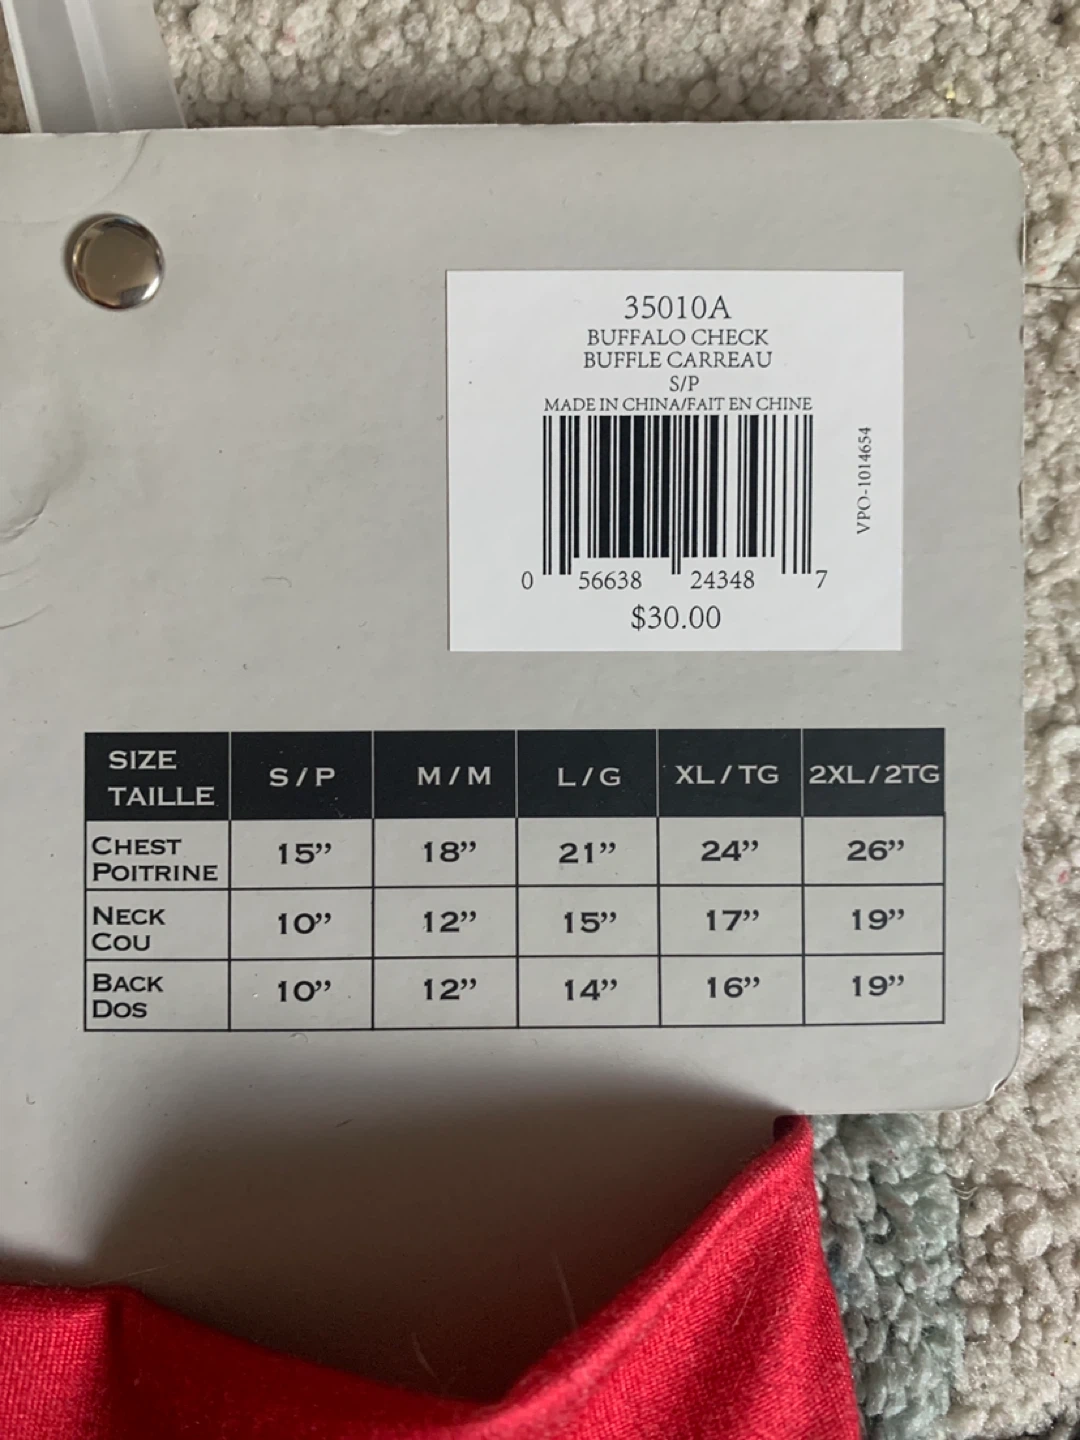 35010A
BUFFALO CHECK
BUFFLE CARREAU
S/P
MADE IN CHINA/FAIT EN CHINE
VPO-1014654
0 56638 24348 7
$30.00
SIZE TAILLE S/P M/M L/G XL/TG 2XL/2TG
CHEST POITRINE 15” 18” 21” 24” 26”
NECK COU 10” 12” 15” 17” 19”
BACK DOS 10” 12” 14” 16” 19”